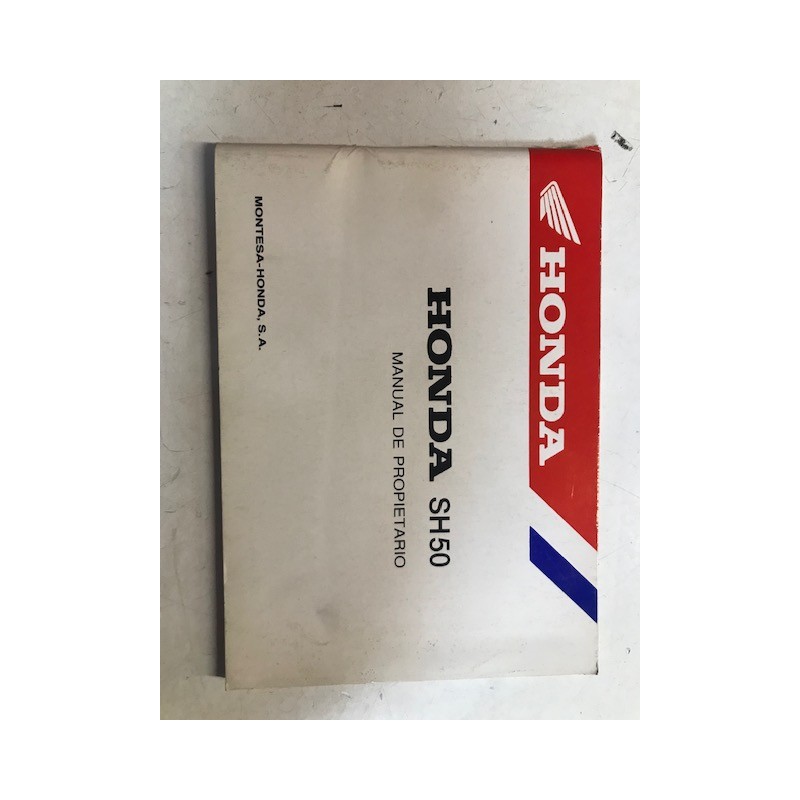 HONDA
HONDA SH50
MANUAL DE PROPIETARIO
MONTESA-HONDA, S.A.